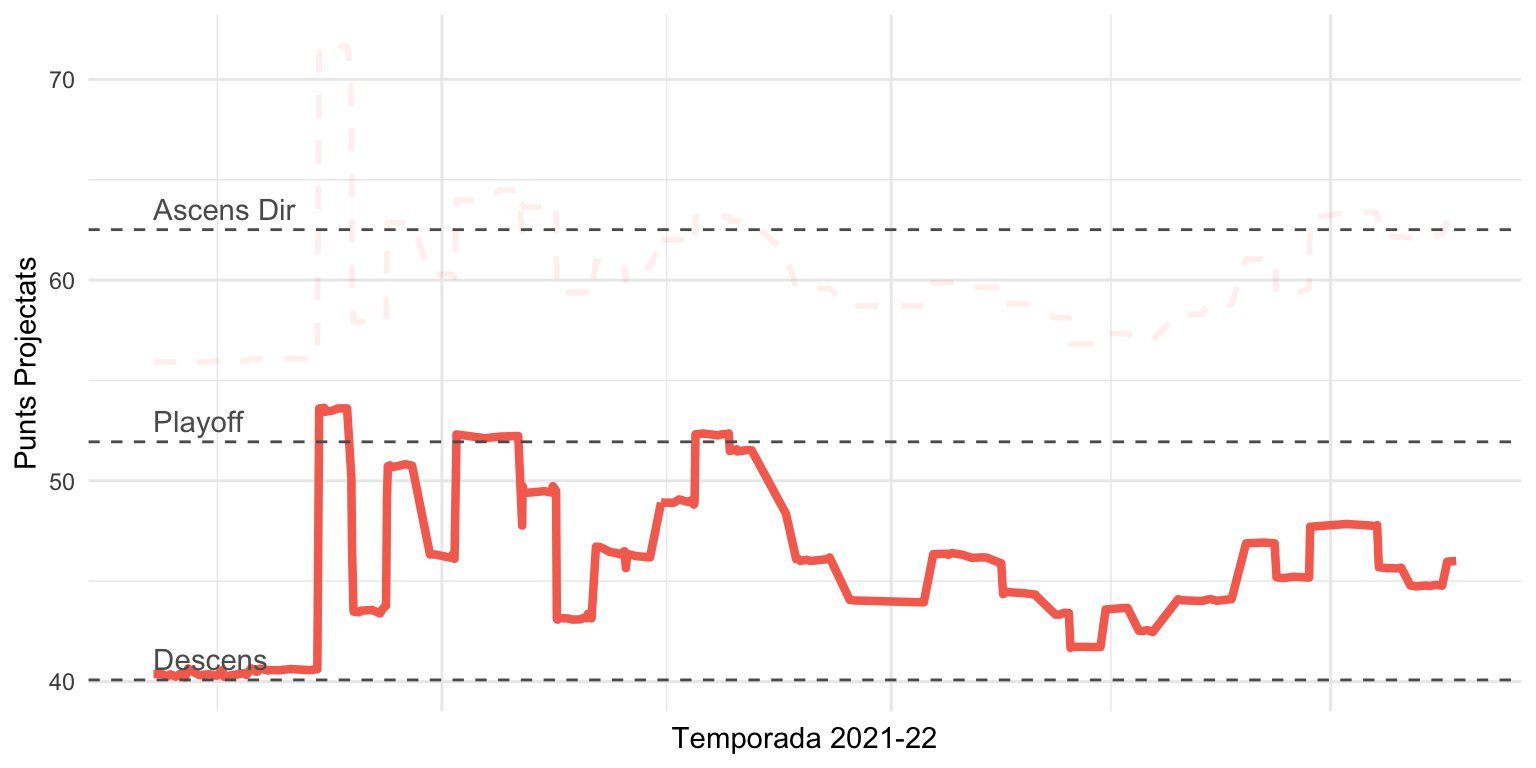 70
60
50
40
Punts Projectats
Ascens Dir
Playoff
Descens
Temporada 2021-22